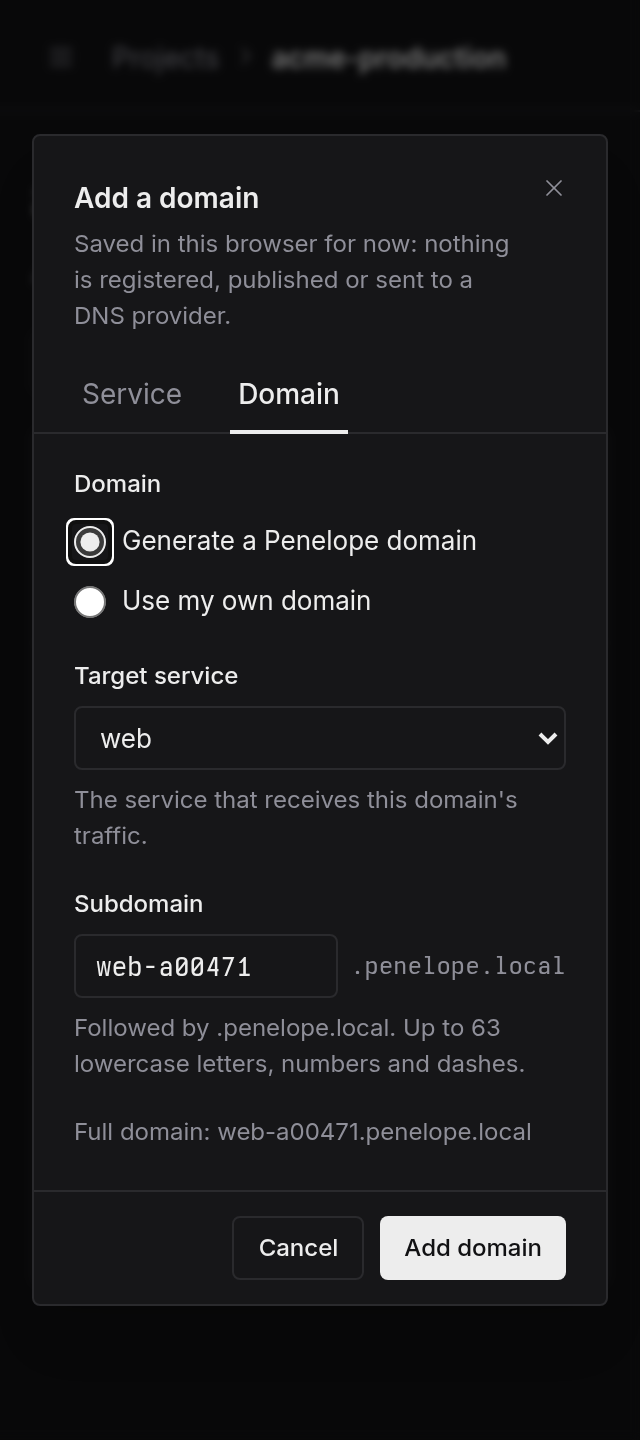 Projects > acme-production
Add a domain
Saved in this browser for now: nothing
is registered, published or sent to a
DNS provider.
Service Domain
Domain
Generate a Penelope domain
Use my own domain
Target service
web
The service that receives this domain's
traffic.
Subdomain
web-a00471 .penelope.local
Followed by .penelope.local. Up to 63
lowercase letters, numbers and dashes.
Full domain: web-a00471.penelope.local
Cancel Add domain